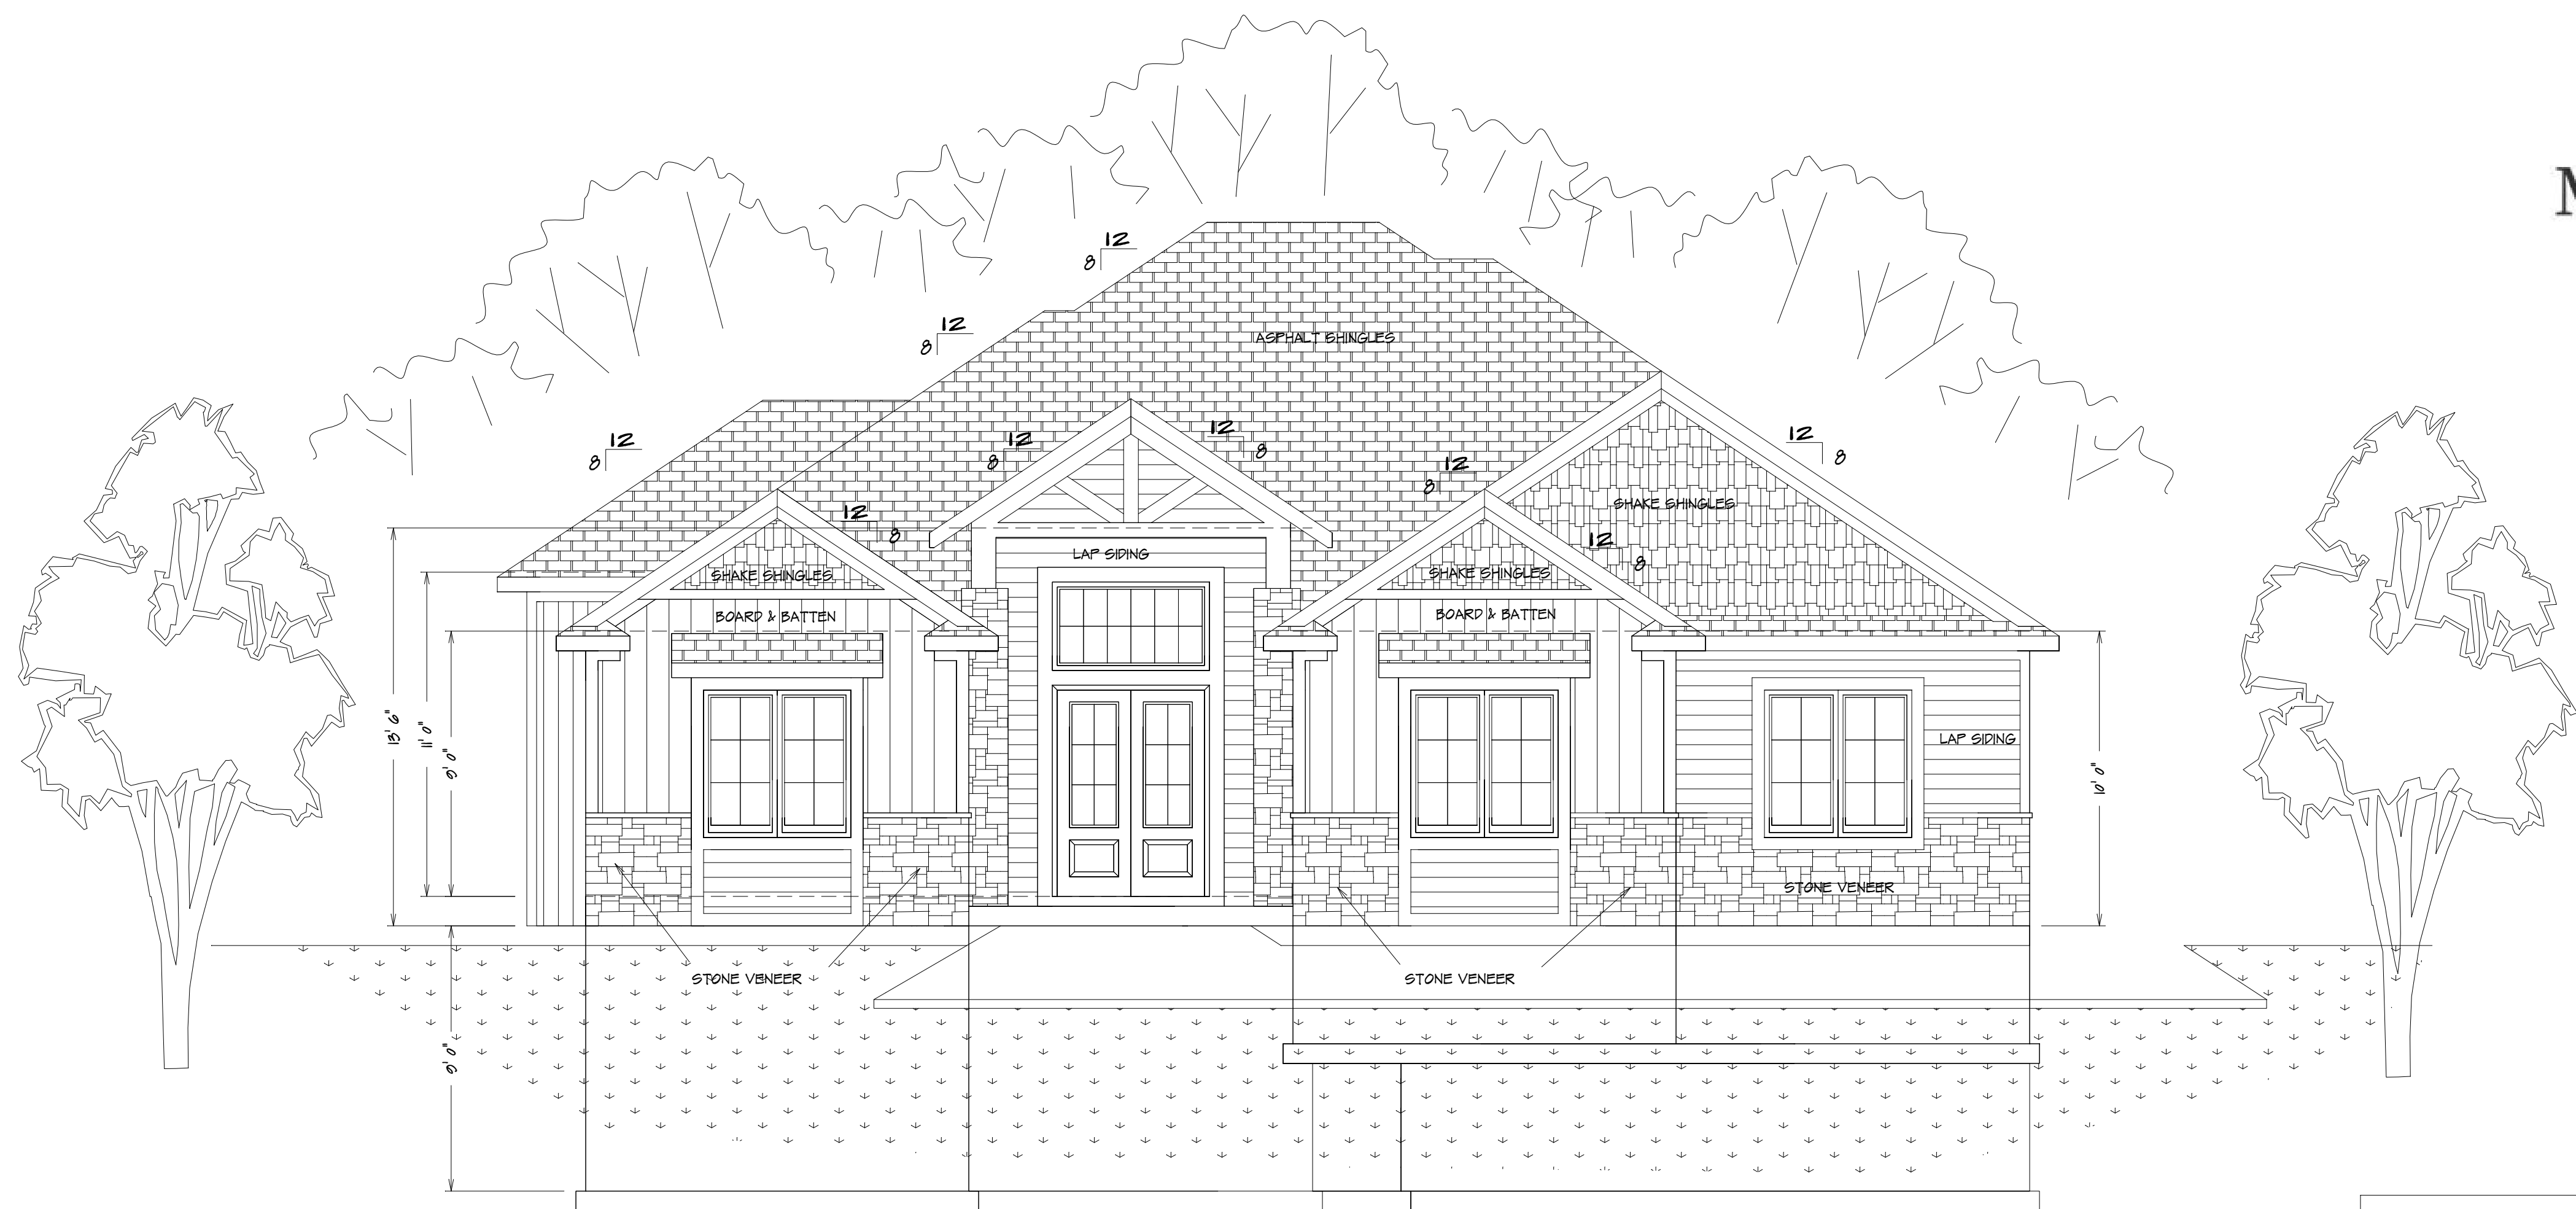 M
12
8
12
8
ASPHALT SHINGLES
12
8
12
8
12
8
12
8
12
8
SHAKE SHINGLES
12
8
12
8
LAP SIDING
SHAKE SHINGLES
SHAKE SHINGLES
BOARD & BATTEN
BOARD & BATTEN
13' 6"
11' 0"
9' 0"
LAP SIDING
10' 0"
STONE VENEER
STONE VENEER
STONE VENEER
9' 0"